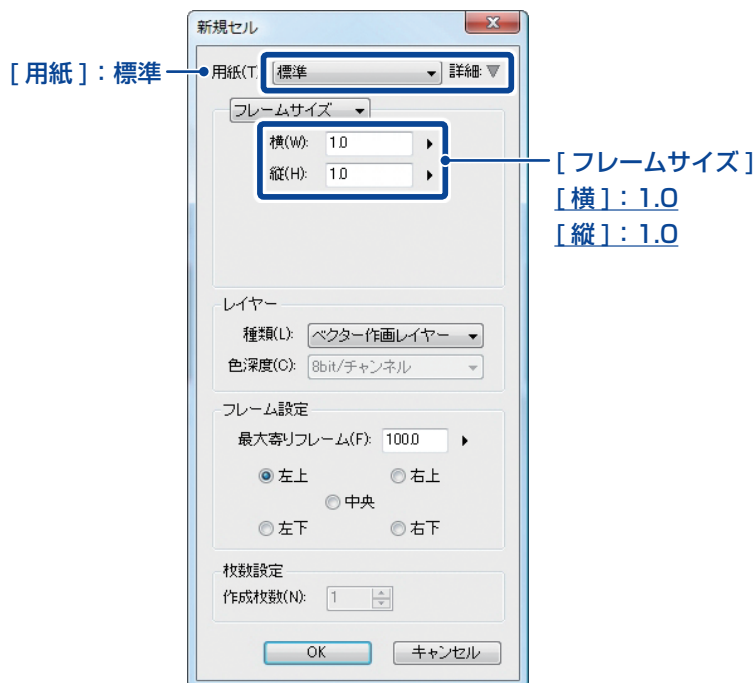 新規セル
[ 用紙 ]：標準
用紙(T 標準 詳細:
フレームサイズ
横(W): 1.0
縦(H): 1.0
[ フレームサイズ ]
[ 横 ]：1.0
[ 縦 ]：1.0
レイヤー
種類(L): ベクター作画レイヤー
色深度(C): 8bit/チャンネル
フレーム設定
最大寄りフレーム(F): 100.0
左上 右上
中央
左下 右下
枚数設定
作成枚数(N): 1
OK キャンセル